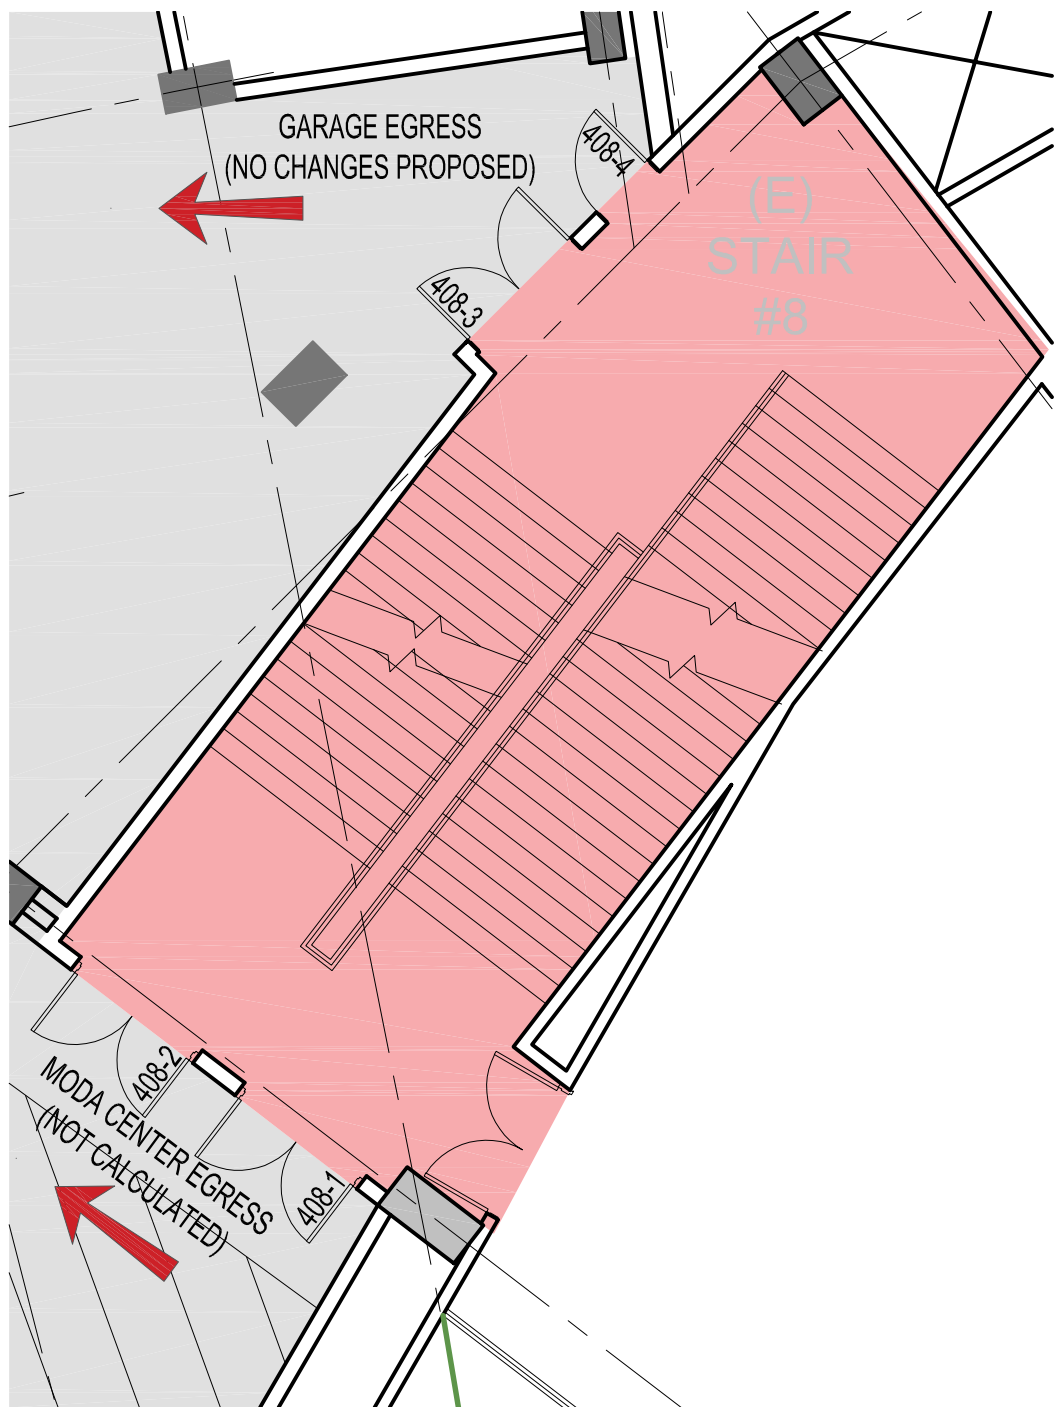 GARAGE EGRESS
(NO CHANGES PROPOSED)
408-4
(E)
STAIR
#8
408-3
408-2
MODA CENTER EGRESS
(NOT CALCULATED)
408-1